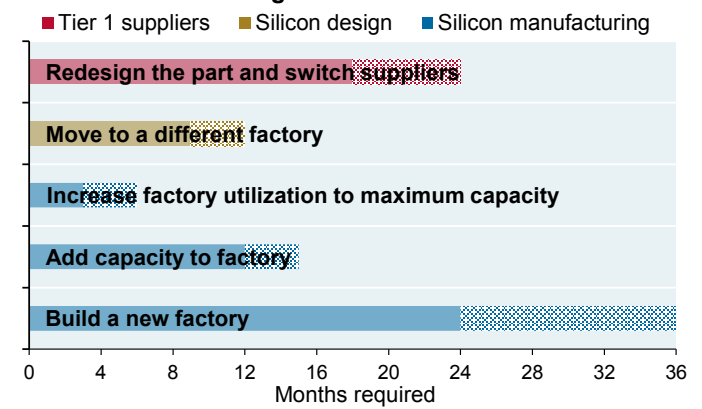 Tier 1 suppliers Silicon design Silicon manufacturing
Redesign the part and switch suppliers
Move to a different factory
Increase factory utilization to maximum capacity
Add capacity to factory
Build a new factory
0 4 8 12 16 20 24 28 32 36
Months required